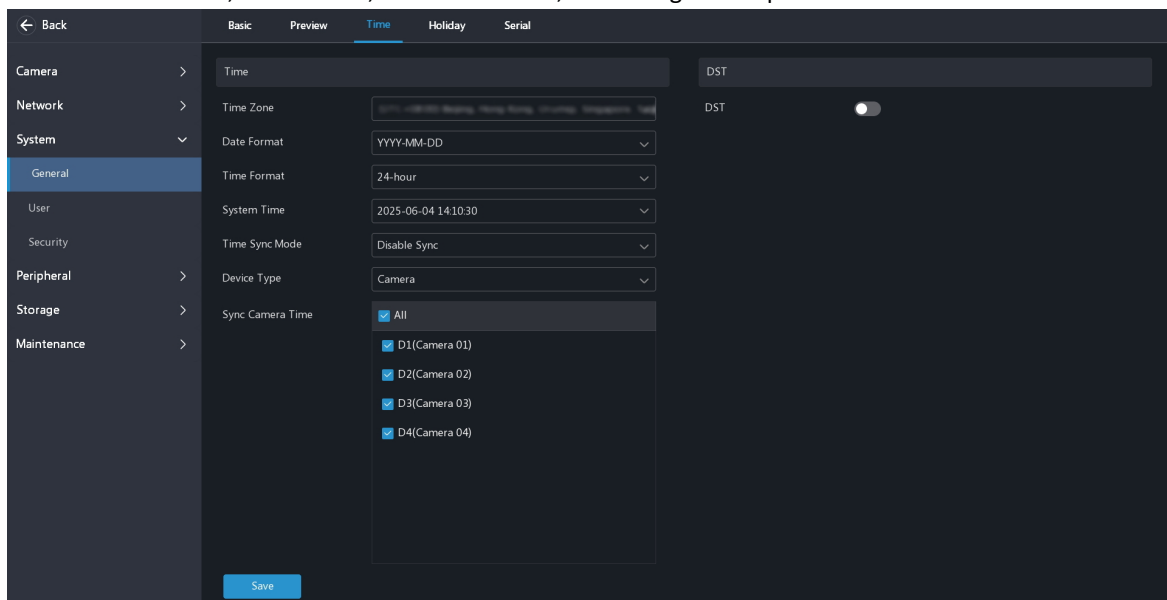 Back
Basic Preview Time Holiday Serial
Camera
Network
System
General
User
Security
Peripheral
Storage
Maintenance
Time
Time Zone
Date Format YYYY-MM-DD
Time Format 24-hour
System Time 2025-06-04 14:10:30
Time Sync Mode Disable Sync
Device Type Camera
Sync Camera Time All
D1(Camera 01)
D2(Camera 02)
D3(Camera 03)
D4(Camera 04)
Save
DST
DST